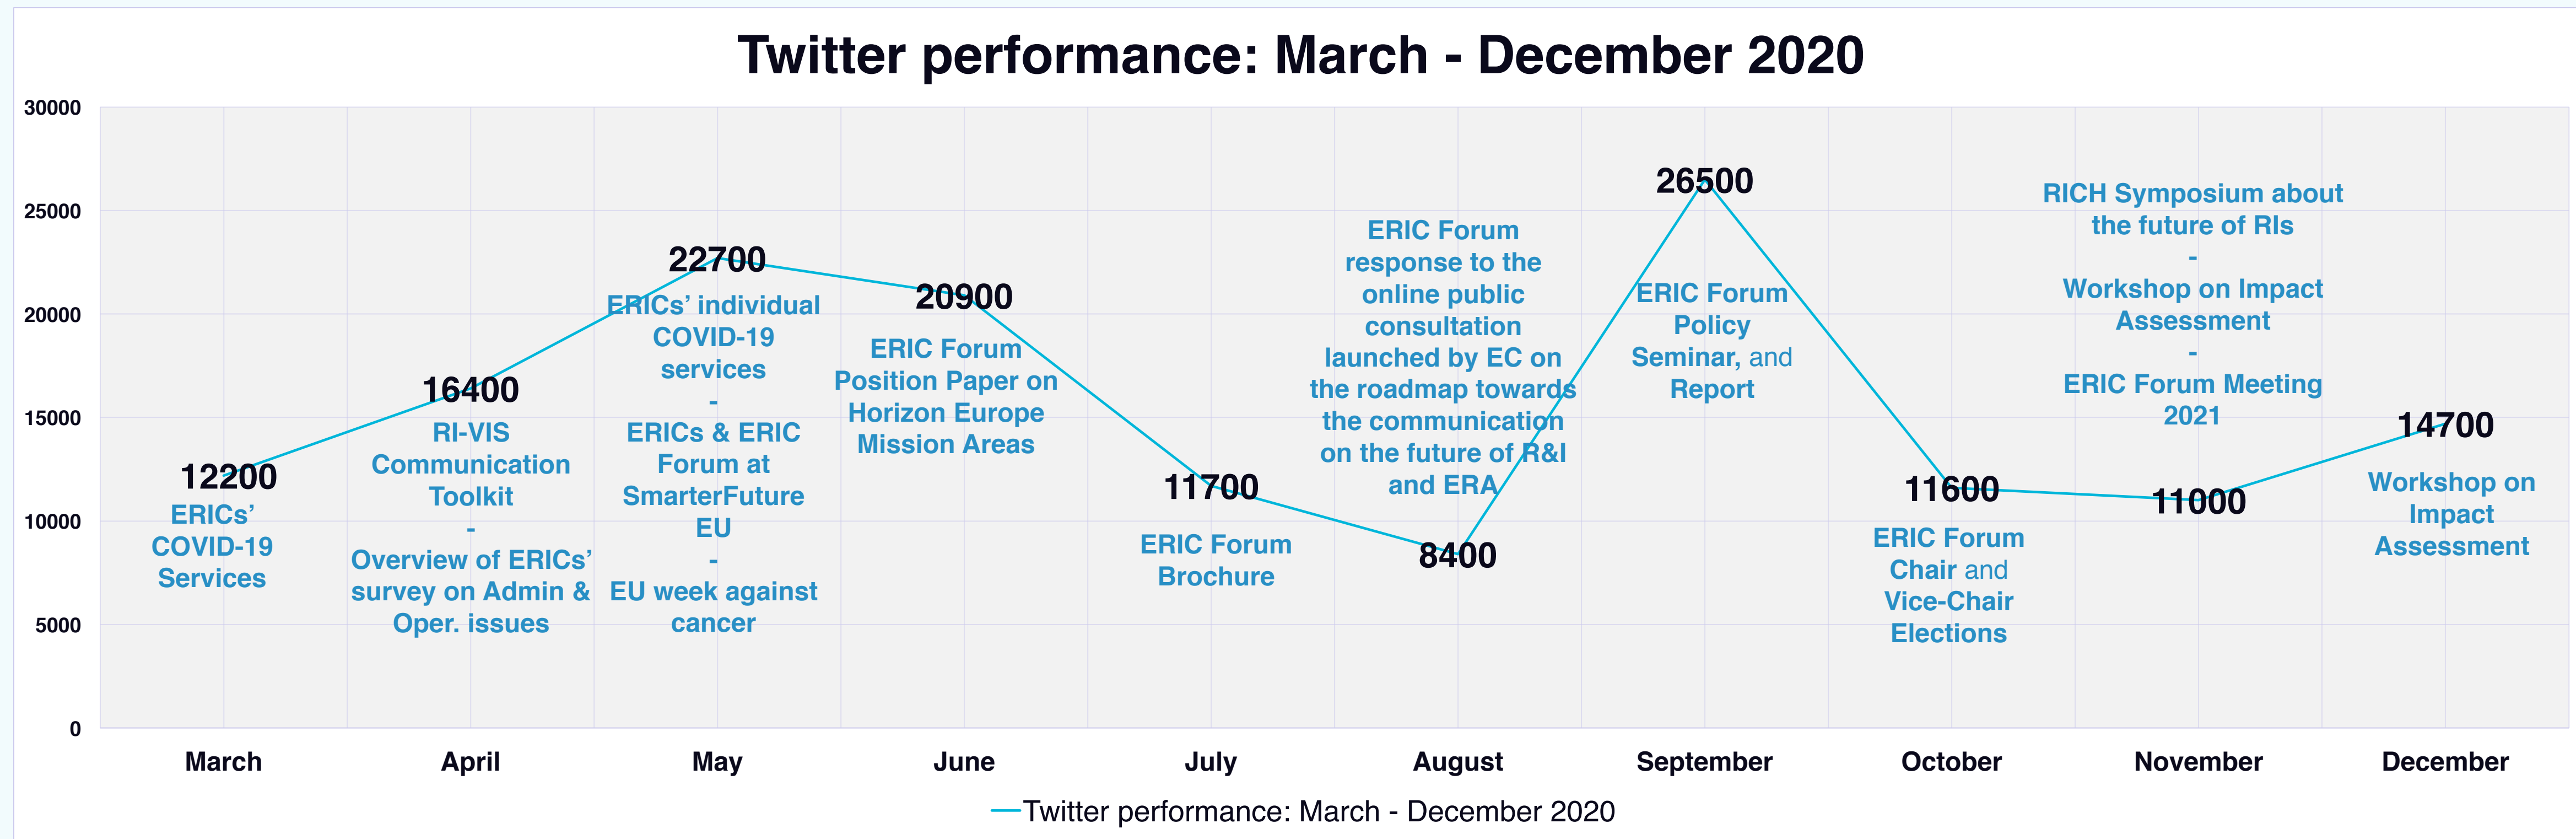 Twitter performance: March - December 2020
30000
25000
20000
15000
10000
5000
0
12200
ERICs’
COVID-19
Services
16400
RI-VIS
Communication
Toolkit
-
Overview of ERICs’
survey on Admin &
Oper. issues
22700
ERICs’ individual
COVID-19
services
-
ERICs & ERIC
Forum at
SmarterFuture
EU
-
EU week against
cancer
20900
ERIC Forum
Position Paper on
Horizon Europe
Mission Areas
11700
ERIC Forum
Brochure
ERIC Forum
response to the
online public
consultation
launched by EC on
the roadmap towards
the communication
on the future of R&I
and ERA
8400
26500
ERIC Forum
Policy
Seminar, and
Report
11600
ERIC Forum
Chair and
Vice-Chair
Elections
RICH Symposium about
the future of RIs
-
Workshop on Impact
Assessment
-
ERIC Forum Meeting
2021
11000
14700
Workshop on
Impact
Assessment
March
April
May
June
July
August
September
October
November
December
Twitter performance: March - December 2020